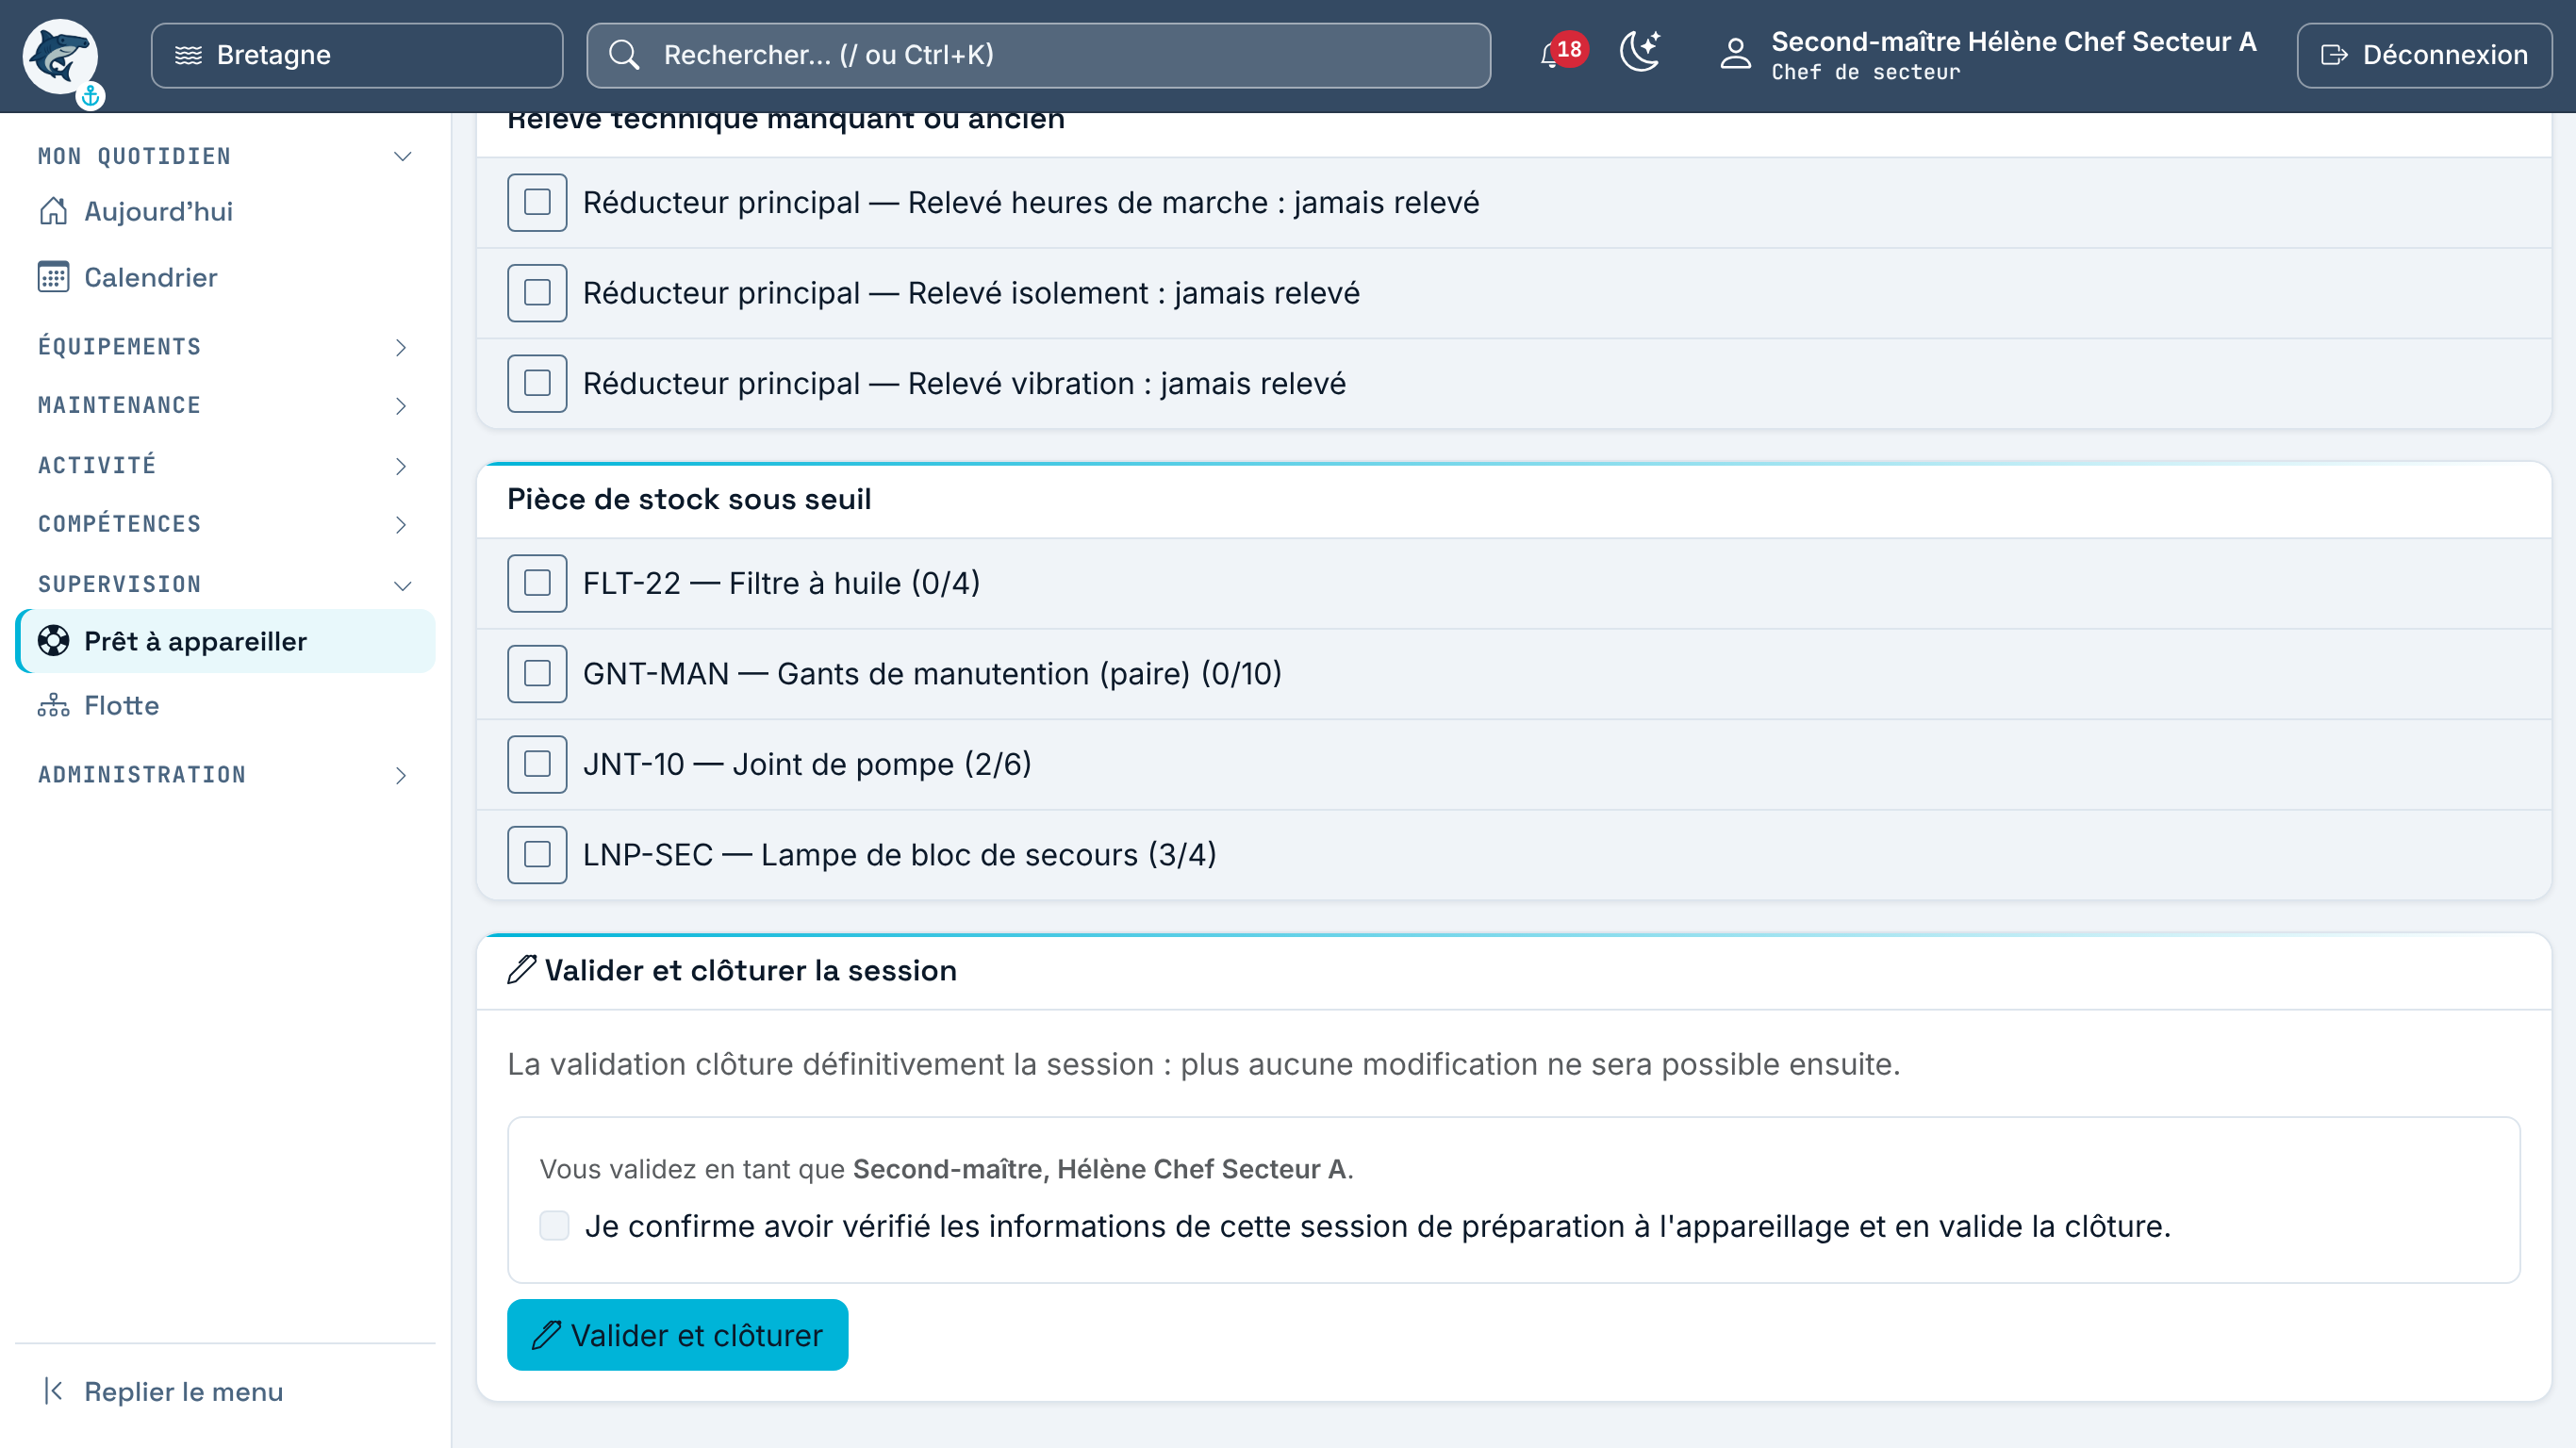 Bretagne
Rechercher... (/ ou Ctrl+K)
18
Second-maître Hélène Chef Secteur A
Chef de secteur
Déconnexion
MON QUOTIDIEN
Aujourd'hui
Calendrier
ÉQUIPEMENTS
MAINTENANCE
ACTIVITÉ
COMPÉTENCES
SUPERVISION
Prêt à appareiller
Flotte
ADMINISTRATION
Replier le menu
Relevé technique manquant ou ancien
Réducteur principal — Relevé heures de marche : jamais relevé
Réducteur principal — Relevé isolement : jamais relevé
Réducteur principal — Relevé vibration : jamais relevé
Pièce de stock sous seuil
FLT-22 — Filtre à huile (0/4)
GNT-MAN — Gants de manutention (paire) (0/10)
JNT-10 — Joint de pompe (2/6)
LNP-SEC — Lampe de bloc de secours (3/4)
Valider et clôturer la session
La validation clôture définitivement la session : plus aucune modification ne sera possible ensuite.
Vous validez en tant que Second-maître, Hélène Chef Secteur A.
Je confirme avoir vérifié les informations de cette session de préparation à l'appareillage et en valide la clôture.
Valider et clôturer